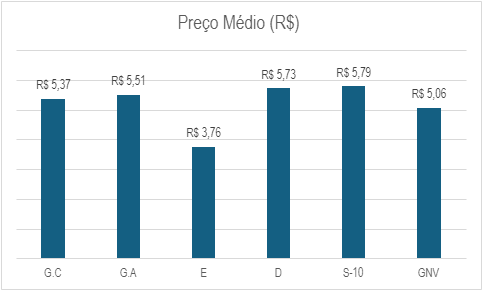 Preço Médio (R$)
R$ 5,37
R$ 5,51
R$ 3,76
R$ 5,73
R$ 5,79
R$ 5,06
G.C
G.A
E
D
S-10
GNV